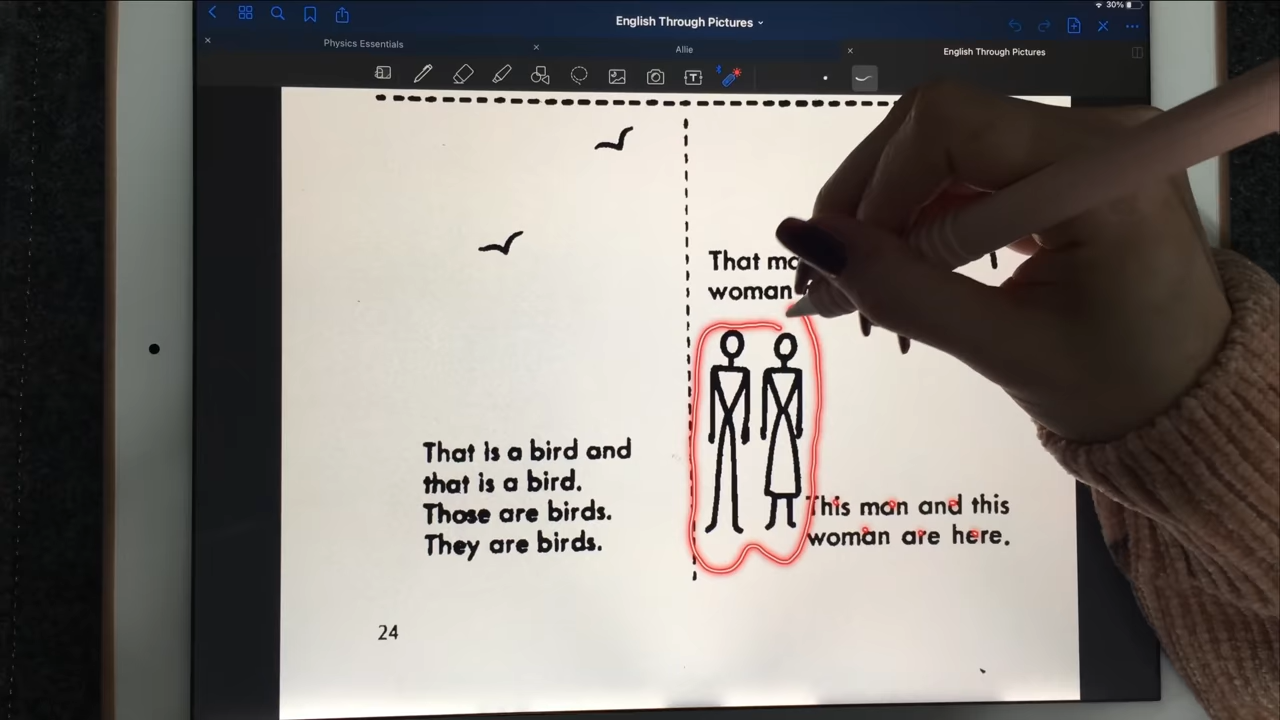 30%
English Through Pictures
Physics Essentials
Allie
English Through Pictures
T
That
woman
This man and this
woman are here.
That is a bird and
that is a bird.
Those are birds.
They are birds.
24